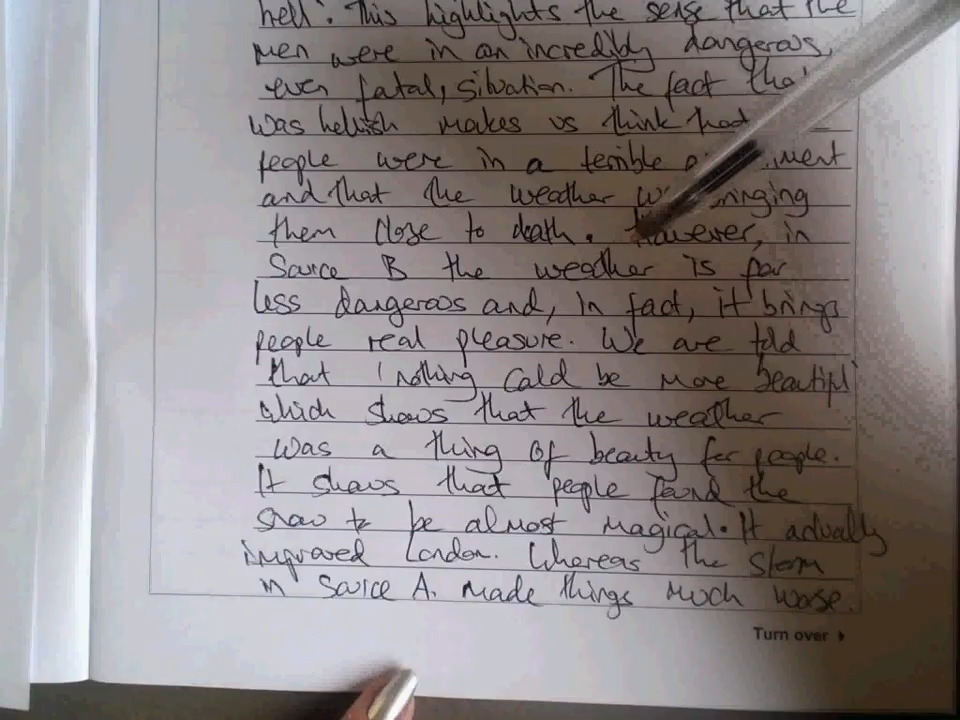 hell'. This highlights the sense that the
men were in an incredibly dangerous,
even fatal, situation. The fact tha
was hellish makes us think that
people were in a terrible
and that the weather
them close to death. However, in
Source B the weather is far
less dangerous and, in fact, it brings
people real pleasure. We are told
that 'nothing could be more beautiful'
which shows that the weather
was a thing of beauty for people.
It shows that people found the
snow to be almost magical. It actually
improved London. Whereas the storm
in Source A. made things much worse.
Turn over